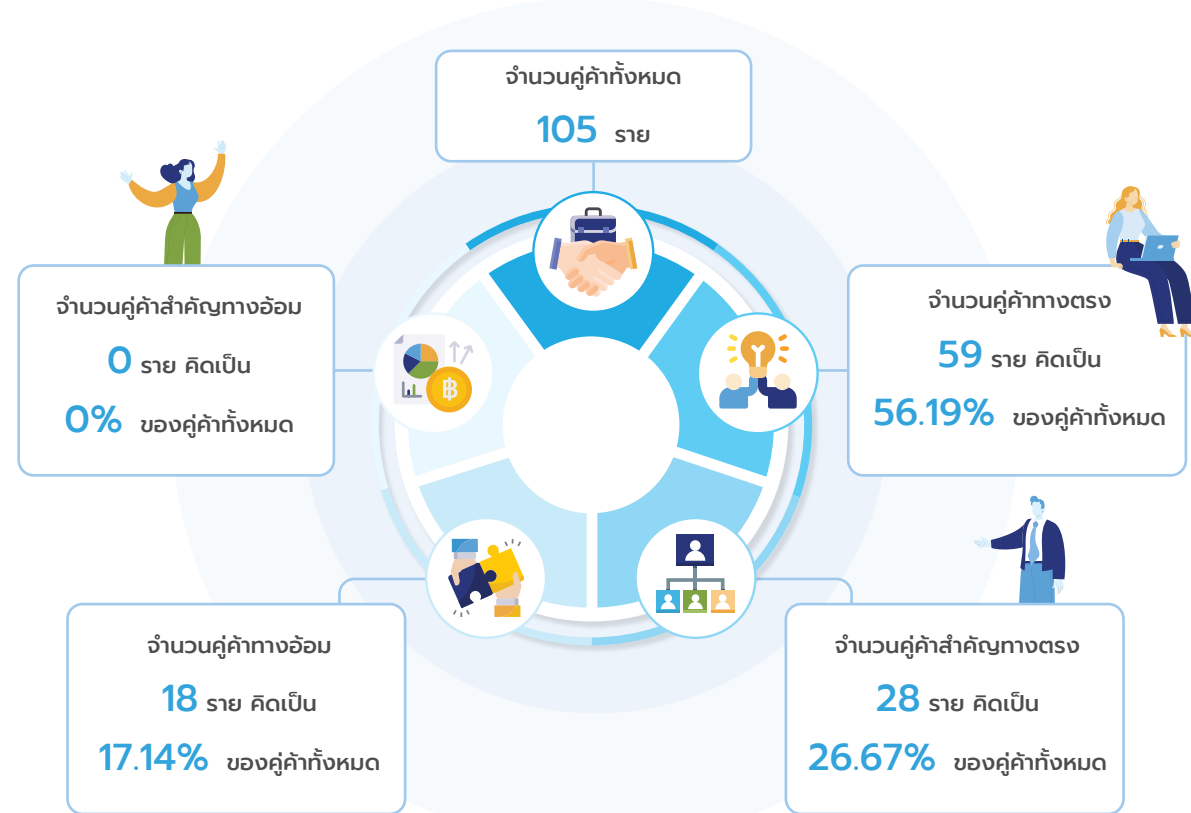 จำนวนคู่ค้าทั้งหมด
105 ราย
จำนวนคู่ค้าสำคัญทางอ้อม
0 ราย คิดเป็น
0% ของคู่ค้าทั้งหมด
จำนวนคู่ค้าทางตรง
59 ราย คิดเป็น
56.19% ของคู่ค้าทั้งหมด
จำนวนคู่ค้าทางอ้อม
18 ราย คิดเป็น
17.14% ของคู่ค้าทั้งหมด
จำนวนคู่ค้าสำคัญทางตรง
28 ราย คิดเป็น
26.67% ของคู่ค้าทั้งหมด